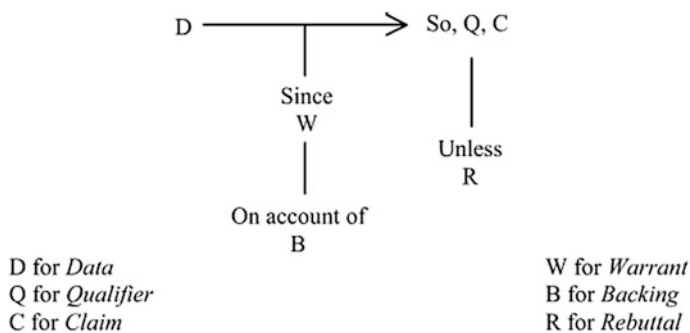 D
So, Q, C
Since
W
Unless
R
On account of
B
D for Data
Q for Qualifier
C for Claim
W for Warrant
B for Backing
R for Rebuttal